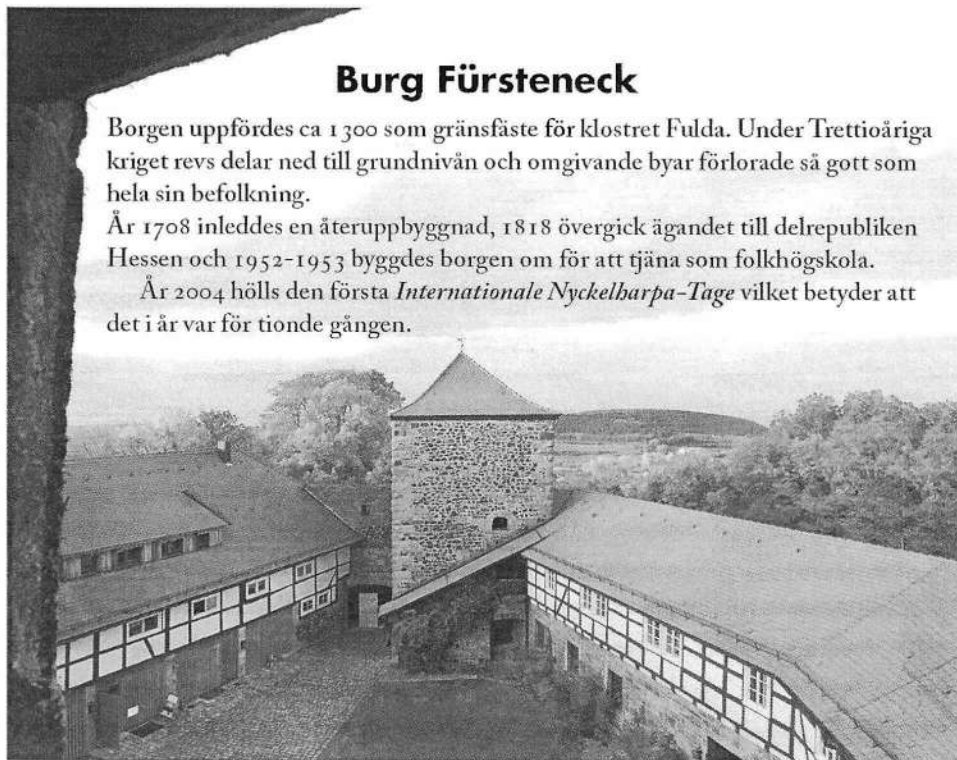 Burg Fürsteneck
Borgen uppfördes ca 1300 som gränsfäste för klostret Fulda. Under Trettioåriga
kriget revs delar ned till grundnivån och omgivande byar förlorade så gott som
hela sin befolkning.
År 1708 inleddes en återuppbyggnad, 1818 övergick ägandet till delrepubliken
Hessen och 1952-1953 byggdes borgen om för att tjäna som folkhögskola.
År 2004 hölls den första Internationale Nyckelharpa-Tage vilket betyder att
det i år var för tionde gången.